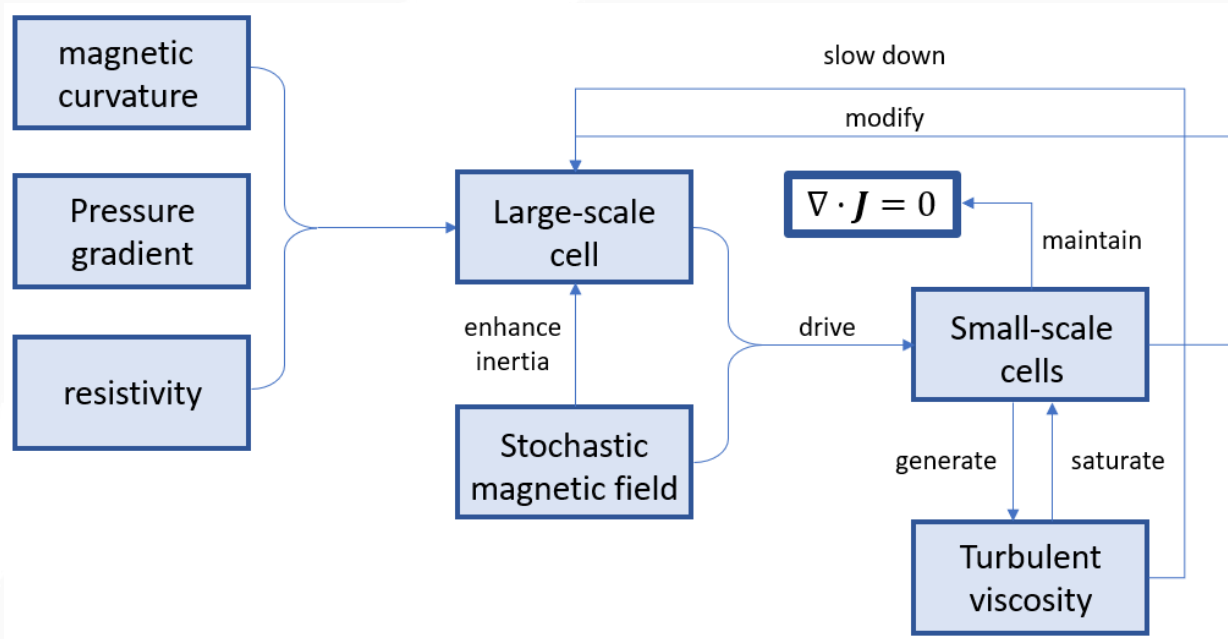 magnetic
curvature
Pressure
gradient
resistivity
slow down
modify
Large-scale
cell
∇ · J = 0
maintain
enhance
inertia
drive
Small-scale
cells
Stochastic
magnetic field
generate
saturate
Turbulent
viscosity